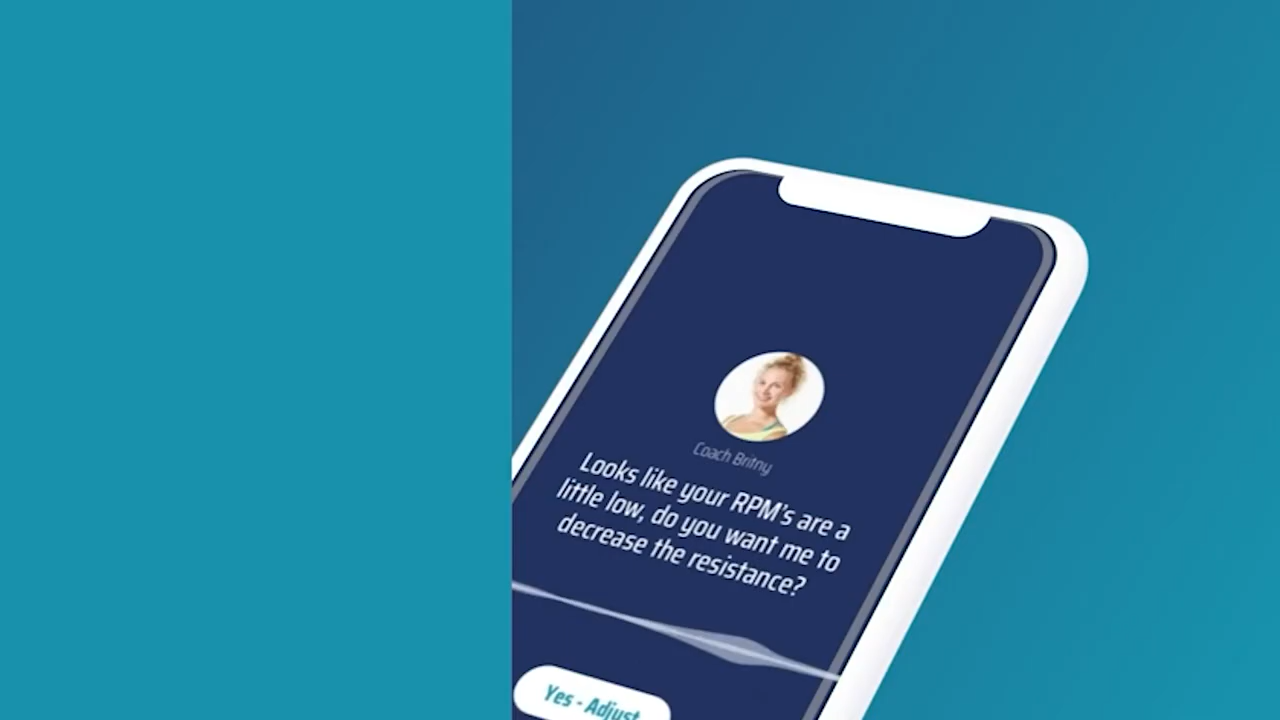 Coach Britny
Looks like your RPM's are a
little low, do you want me to
decrease the resistance?
Yes - Adjust